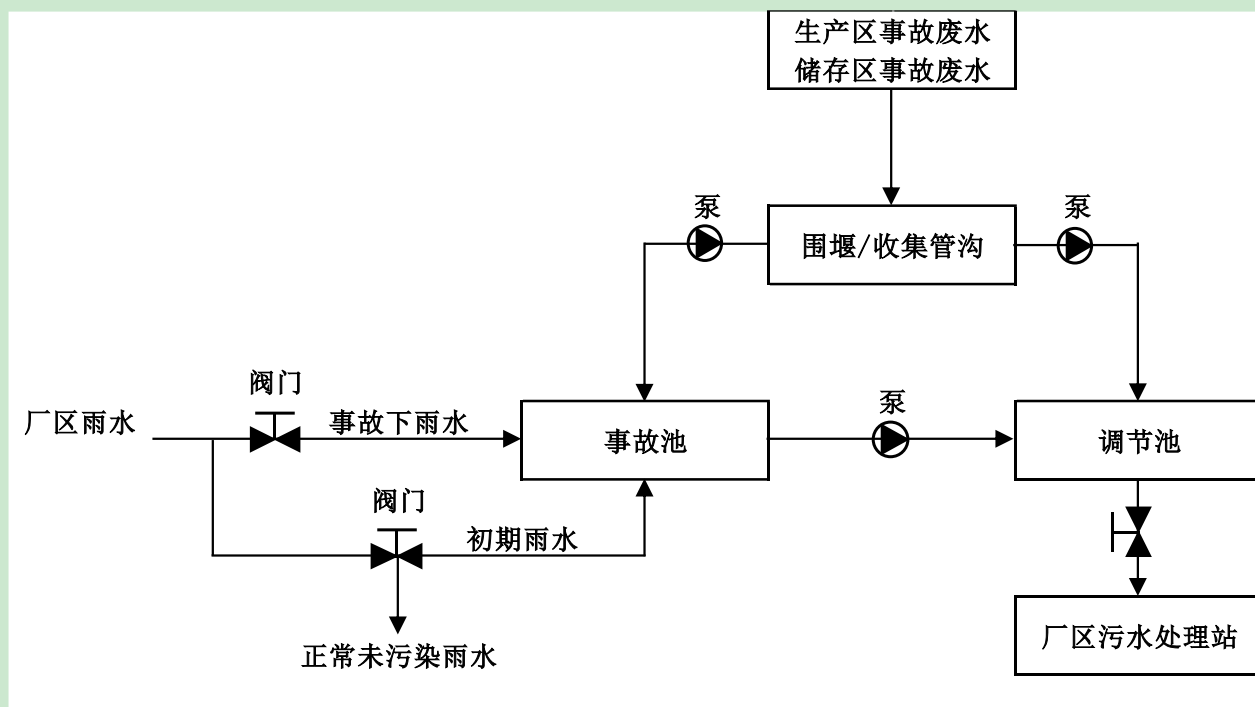 生产区事故废水
储存区事故废水
泵
泵
围堰/收集管沟
阀门
泵
厂区雨水
事故下雨水
事故池
调节池
阀门
初期雨水
厂区污水处理站
正常未污染雨水